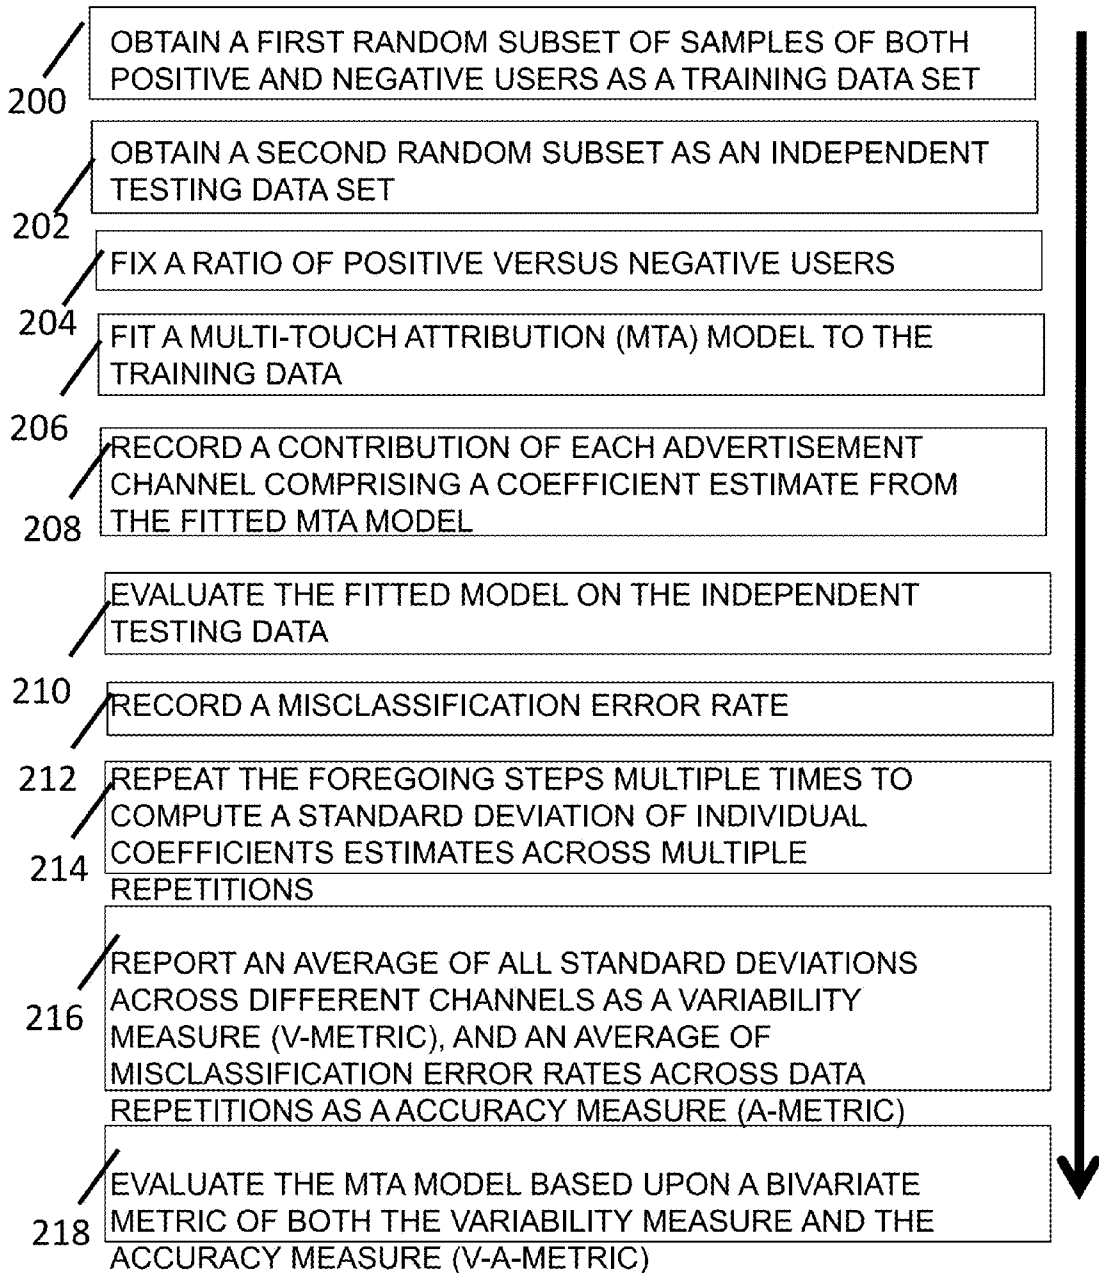 OBTAIN A FIRST RANDOM SUBSET OF SAMPLES OF BOTH
POSITIVE AND NEGATIVE USERS AS A TRAINING DATA SET
200
OBTAIN A SECOND RANDOM SUBSET AS AN INDEPENDENT
TESTING DATA SET
202
FIX A RATIO OF POSITIVE VERSUS NEGATIVE USERS
204
FIT A MULTI-TOUCH ATTRIBUTION (MTA) MODEL TO THE
TRAINING DATA
206
RECORD A CONTRIBUTION OF EACH ADVERTISEMENT
CHANNEL COMPRISING A COEFFICIENT ESTIMATE FROM
THE FITTED MTA MODEL
208
EVALUATE THE FITTED MODEL ON THE INDEPENDENT
TESTING DATA
210
RECORD A MISCLASSIFICATION ERROR RATE
212
REPEAT THE FOREGOING STEPS MULTIPLE TIMES TO
COMPUTE A STANDARD DEVIATION OF INDIVIDUAL
COEFFICIENTS ESTIMATES ACROSS MULTIPLE
REPETITIONS
214
REPORT AN AVERAGE OF ALL STANDARD DEVIATIONS
ACROSS DIFFERENT CHANNELS AS A VARIABILITY
MEASURE (V-METRIC), AND AN AVERAGE OF
MISCLASSIFICATION ERROR RATES ACROSS DATA
REPETITIONS AS A ACCURACY MEASURE (A-METRIC)
216
EVALUATE THE MTA MODEL BASED UPON A BIVARIATE
METRIC OF BOTH THE VARIABILITY MEASURE AND THE
ACCURACY MEASURE (V-A-METRIC)
218